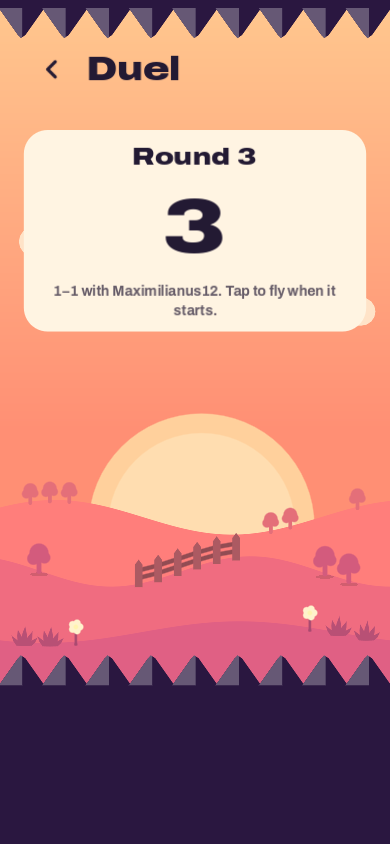 Duel
Round 3
3
1–1 with Maximilianus12. Tap to fly when it
starts.